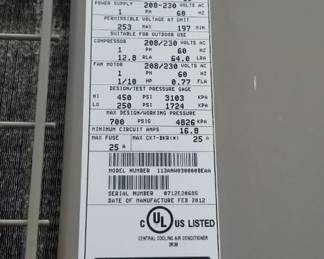 POWER SUPPLY 208-230 VOLTS AC
1 PH 60 HZ
PERMISSIBLE VOLTAGE AT UNIT
253 MAX 197 MIN
SUITABLE FOR OUTDOOR USE
COMPRESSOR 208/230 VOLTS AC
1 PH 60 HZ
12.8 RLA 64.0 LRA
FAN MOTOR 208/230 VOLTS AC
1 PH 60 HZ
1/10 HP 0.77 FLA
DESIGN/TEST PRESSURE GAGE
HI 450 PSI 3103 KPA
LO 250 PSI 1724 KPA
MAX DESIGN/WORKING PRESSURE
700 PSIG 4826 KPA
MINIMUM CIRCUIT AMPS 16.8
MAX FUSE MAX CKT-BKR(*) 25 A
25 A
MODEL NUMBER 113ANA030000BEAA
SERIAL NUMBER 0712E20695
DATE OF MANUFACTURE FEB 2012
C UL US LISTED
CENTRAL COOLING AIR CONDITIONER